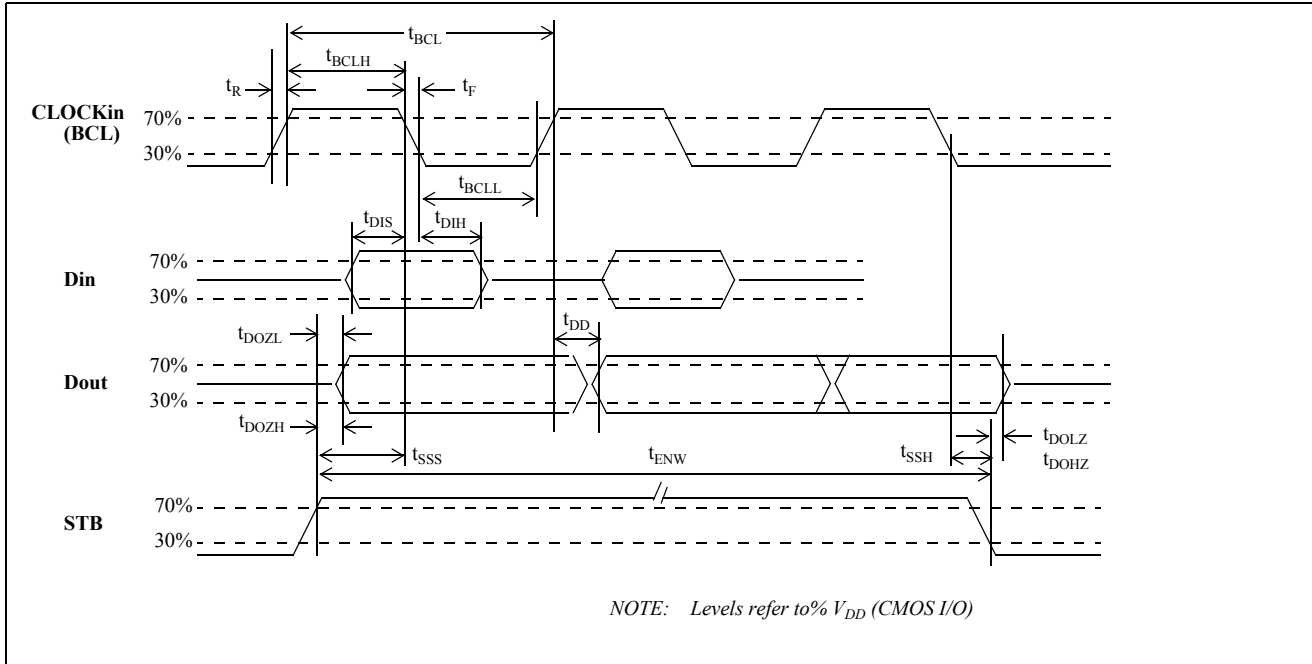 tBCL
tBCLH
tR
tF
CLOCKin
(BCL)
70%
30%
tBCLL
tDIS
tDIH
Din
70%
30%
tDOZL
tDD
Dout
70%
30%
tDOZH
tSSS
tENW
tSSH
tDOLZ
tDOHZ
STB
70%
30%
NOTE: Levels refer to% VDD (CMOS I/O)